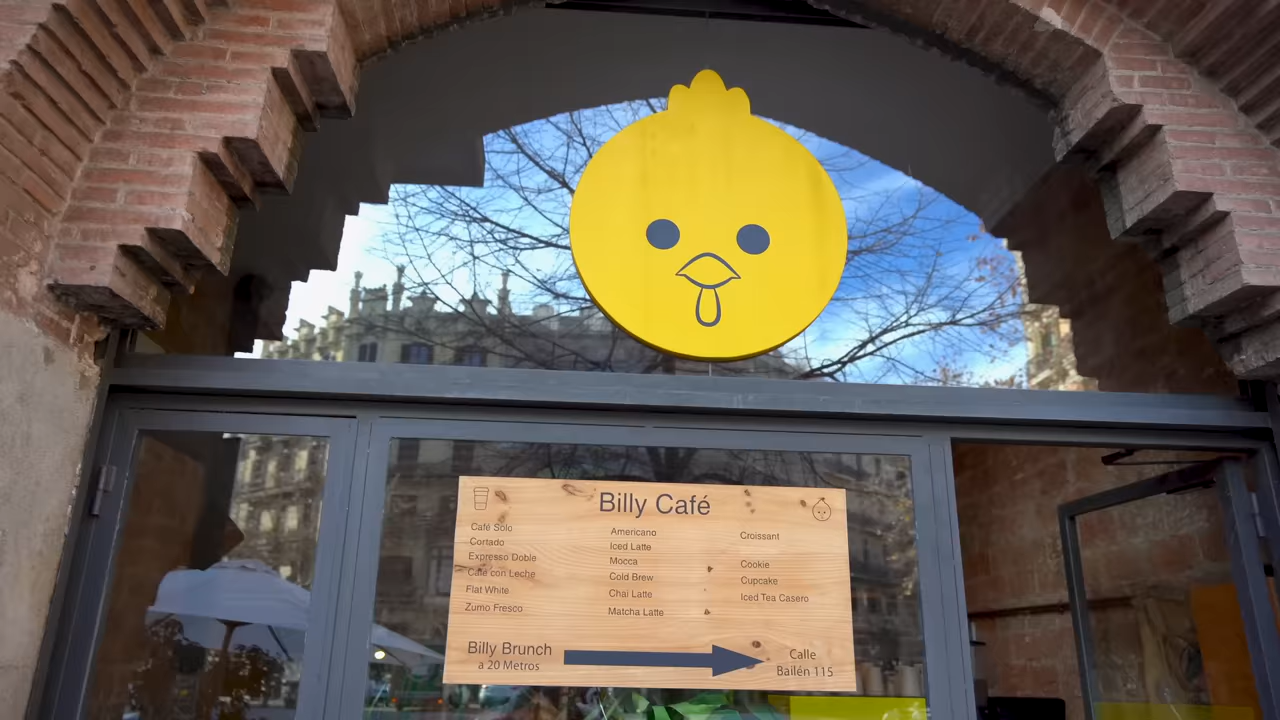 Billy Café
Café Solo
Cortado
Expresso Doble
Café con Leche
Flat White
Zumo Fresco
Americano
Iced Latte
Mocca
Cold Brew
Chai Latte
Matcha Latte
Croissant
Cookie
Cupcake
Iced Tea Casero
Billy Brunch
a 20 Metros
Calle
Bailén 115